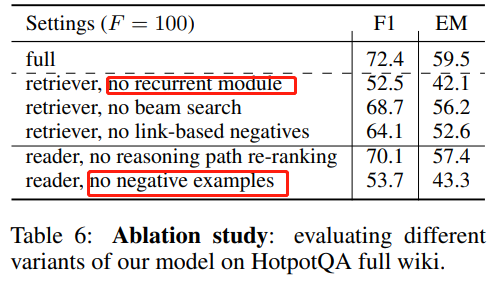 Settings (F = 100) F1 EM
full 72.4 59.5
retriever, no recurrent module 52.5 42.1
retriever, no beam search 68.7 56.2
retriever, no link-based negatives 64.1 52.6
reader, no reasoning path re-ranking 70.1 57.4
reader, no negative examples 53.7 43.3
Table 6: Ablation study: evaluating different
variants of our model on HotpotQA full wiki.